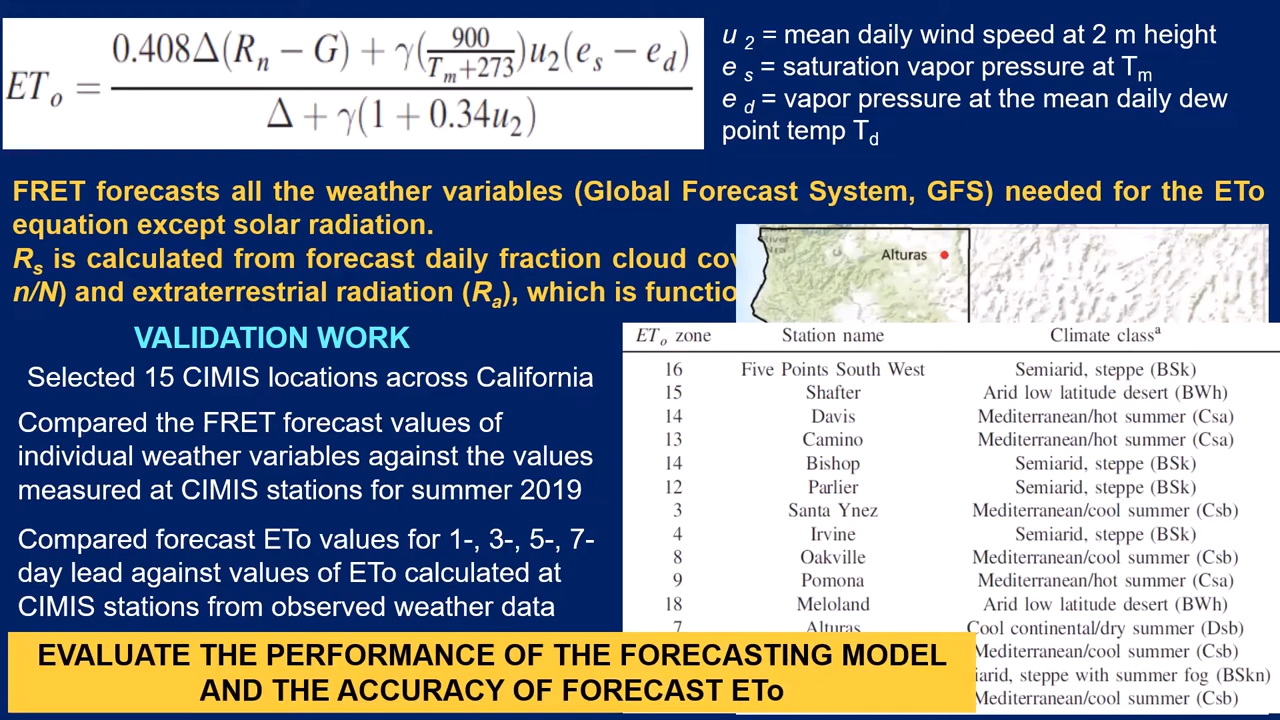 ET_o = 0.408Δ(R_n − G) + γ(900/T_m+273)u_2(e_s − e_d) / Δ + γ(1 + 0.34u_2)
u_2 = mean daily wind speed at 2 m height
e_s = saturation vapor pressure at T_m
e_d = vapor pressure at the mean daily dew
point temp T_d
FRET forecasts all the weather variables (Global Forecast System, GFS) needed for the ETo
equation except solar radiation.
R_s is calculated from forecast daily fraction cloud
n/N) and extraterrestrial radiation (R_a), which is
River
Alturas
VALIDATION WORK
Selected 15 CIMIS locations across California
Compared the FRET forecast values of
individual weather variables against the values
measured at CIMIS stations for summer 2019
Compared forecast ETo values for 1-, 3-, 5-, 7-
day lead against values of ETo calculated at
CIMIS stations from observed weather data
ET_o zone Station name Climate class^a
16 Five Points South West Semiarid, steppe (BSk)
15 Shafter Arid low latitude desert (BWh)
14 Davis Mediterranean/hot summer (Csa)
13 Camino Mediterranean/hot summer (Csa)
14 Bishop Semiarid, steppe (BSk)
12 Parlier Semiarid, steppe (BSk)
3 Santa Ynez Mediterranean/cool summer (Csb)
4 Irvine Semiarid, steppe (BSk)
8 Oakville Mediterranean/cool summer (Csb)
9 Pomona Mediterranean/hot summer (Csa)
18 Meloland Arid low latitude desert (BWh)
7 Alturas Cool continental/dry summer (Dsb)
Mediterranean/cool summer (Csb)
steppe with summer fog (BSkn)
Mediterranean/cool summer (Csb)
EVALUATE THE PERFORMANCE OF THE FORECASTING MODEL
AND THE ACCURACY OF FORECAST ETo